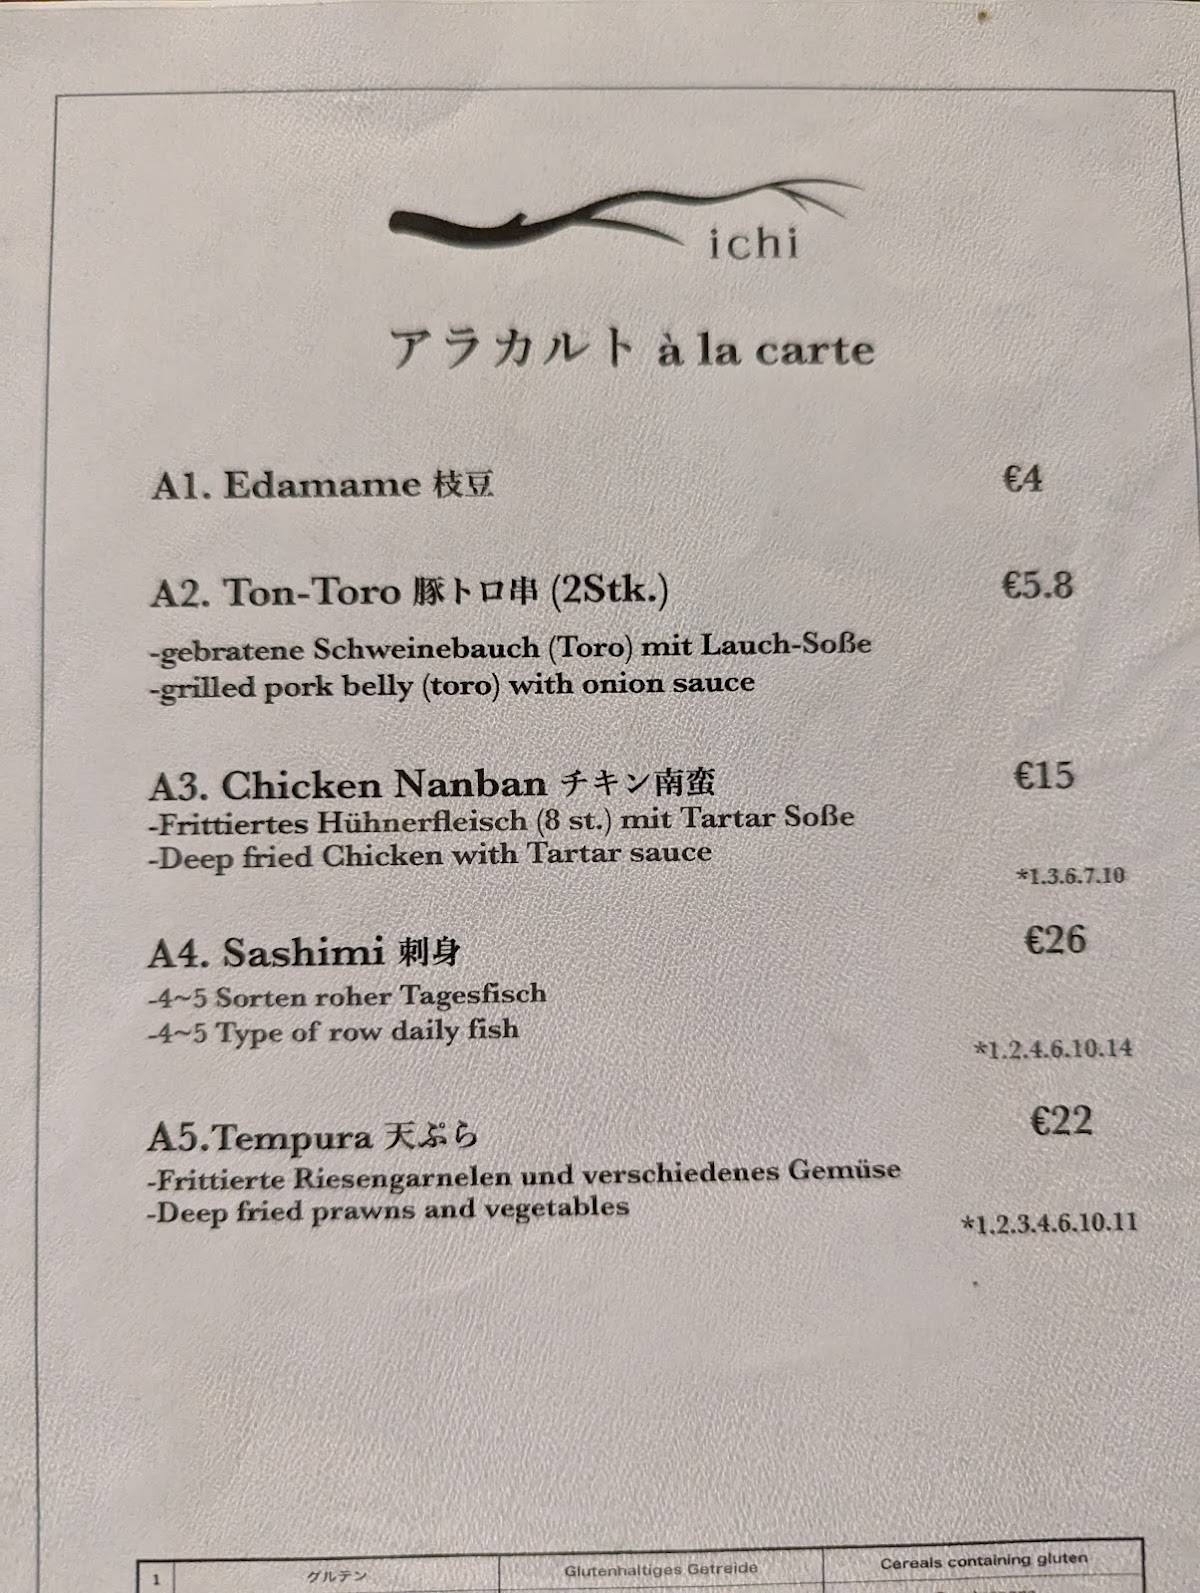 ichi
アラカルト à la carte
A1. Edamame 枝豆 €4
A2. Ton-Toro 豚トロ串 (2Stk.) €5.8
-gebratene Schweinebauch (Toro) mit Lauch-Soße
-grilled pork belly (toro) with onion sauce
A3. Chicken Nanban チキン南蛮 €15
-Frittiertes Hühnerfleisch (8 st.) mit Tartar Soße
-Deep fried Chicken with Tartar sauce
*1.3.6.7.10
A4. Sashimi 刺身 €26
-4~5 Sorten roher Tagesfisch
-4~5 Type of row daily fish
*1.2.4.6.10.14
A5.Tempura 天ぷら €22
-Frittierte Riesengarnelen und verschiedenes Gemüse
-Deep fried prawns and vegetables
*1.2.3.4.6.10.11
1 グルテン Glutenhaltiges Getreide Cereals containing gluten